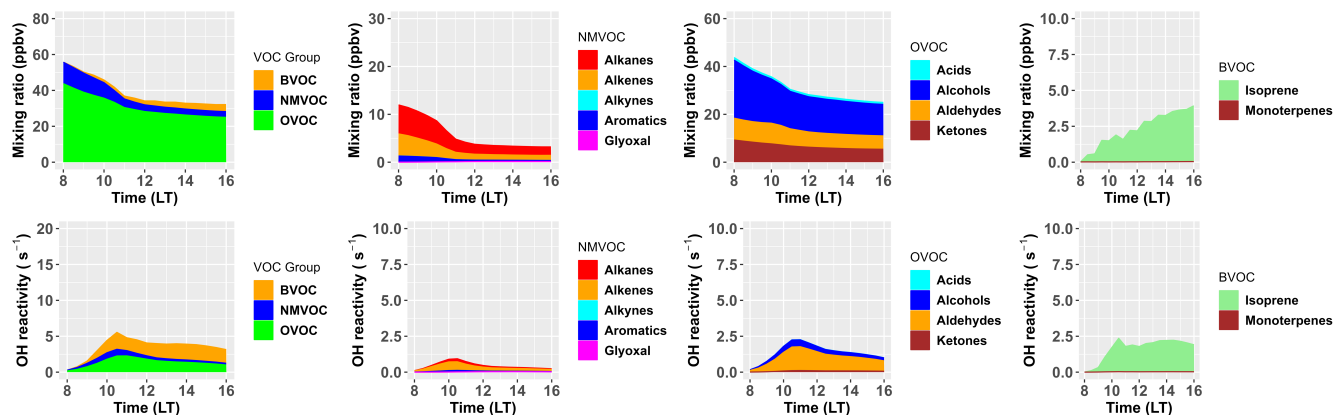 Mixing ratio (ppbv)
80
60
40
20
0
8 10 12 14 16
Time (LT)
VOC Group
BVOC
NMVOC
OVOC
Mixing ratio (ppbv)
30
20
10
0
8 10 12 14 16
Time (LT)
NMVOC
Alkanes
Alkenes
Alkynes
Aromatics
Glyoxal
Mixing ratio (ppbv)
60
40
20
0
8 10 12 14 16
Time (LT)
OVOC
Acids
Alcohols
Aldehydes
Ketones
Mixing ratio (ppbv)
10.0
7.5
5.0
2.5
0.0
8 10 12 14 16
Time (LT)
BVOC
Isoprene
Monoterpenes
OH reactivity ( s⁻¹)
20
15
10
5
0
8 10 12 14 16
Time (LT)
VOC Group
BVOC
NMVOC
OVOC
OH reactivity ( s⁻¹)
10.0
7.5
5.0
2.5
0.0
8 10 12 14 16
Time (LT)
NMVOC
Alkanes
Alkenes
Alkynes
Aromatics
Glyoxal
OH reactivity ( s⁻¹)
10.0
7.5
5.0
2.5
0.0
8 10 12 14 16
Time (LT)
OVOC
Acids
Alcohols
Aldehydes
Ketones
OH reactivity ( s⁻¹)
10.0
7.5
5.0
2.5
0.0
8 10 12 14 16
Time (LT)
BVOC
Isoprene
Monoterpenes